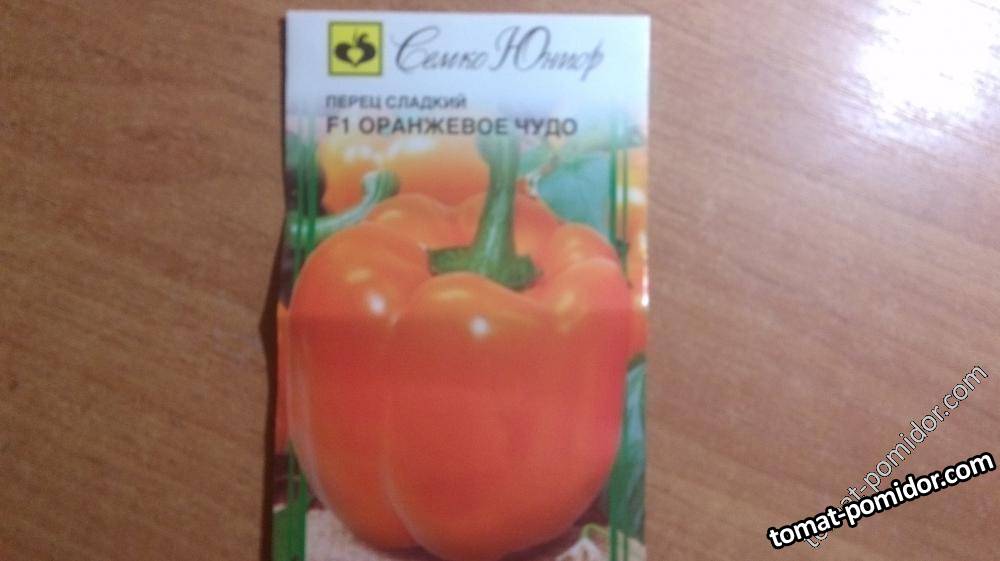 Семко Юниор
ПЕРЕЦ СЛАДКИЙ
F1 ОРАНЖЕВОЕ ЧУДО
tomat-pomidor.com
tomat-pomidor.com